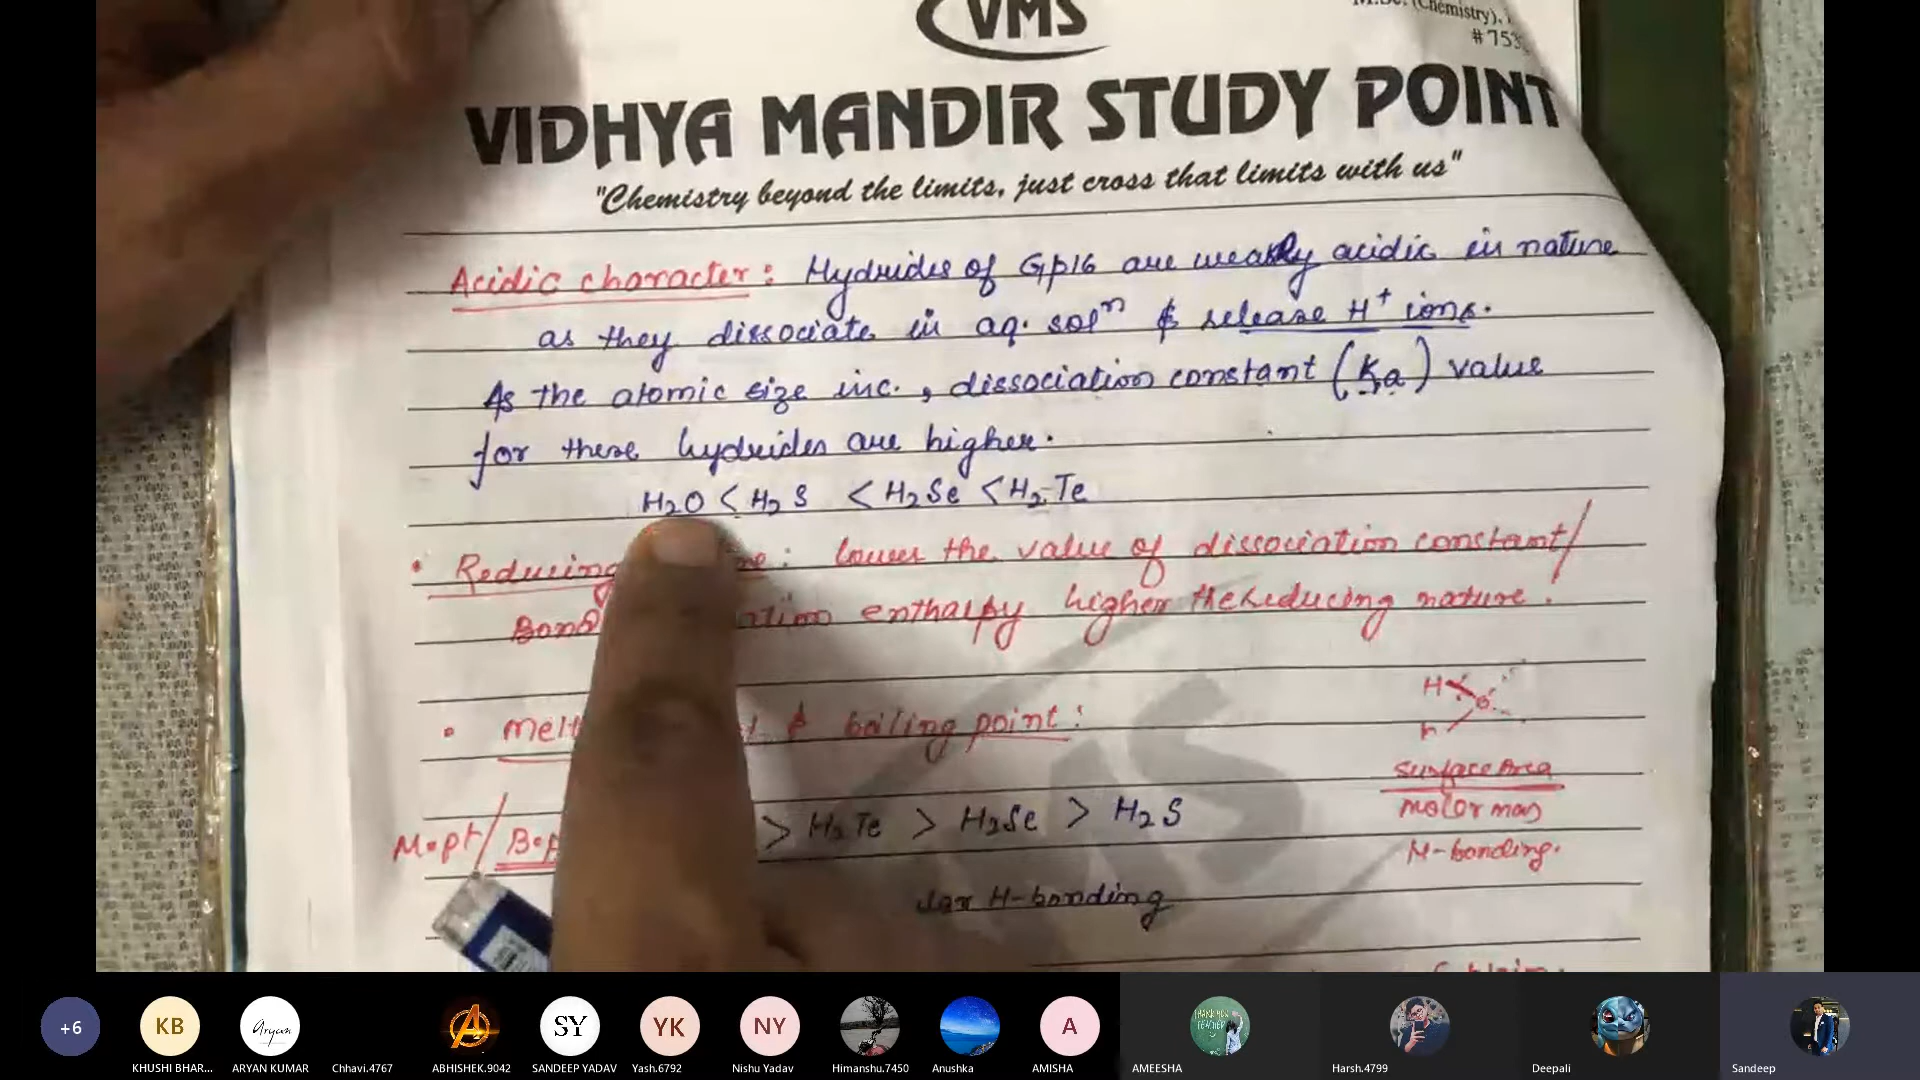 VMS
M.Sc. (Chemistry),
#753
VIDHYA MANDIR STUDY POINT
"Chemistry beyond the limits, just cross that limits with us"
Acidic character: Hydrides of Gp16 are weakly acidic in nature
as they dissociate in aq. solⁿ & release H⁺ ions.
As the atomic size inc., dissociation constant (Ka) value
for these hydrides are higher.
H₂O < H₂S < H₂Se < H₂Te
• Reducing : lower the value of dissociation constant/
Bond enthalpy higher the reducing nature.
H
• boiling point:
H
Surface Area
M.pt/ B.p > H₂Te > H₂Se > H₂S
Molar mass
H-bonding.
H-bonding
+6
KB
aryan
SY
YK
NY
A
KHUSHI BHAR...
ARYAN KUMAR
Chhavi.4767
ABHISHEK.9042
SANDEEP YADAV
Yash.6792
Nishu Yadav
Himanshu.7450
Anushka
AMISHA
AMEESHA
Harsh.4799
Deepali
Sandeep